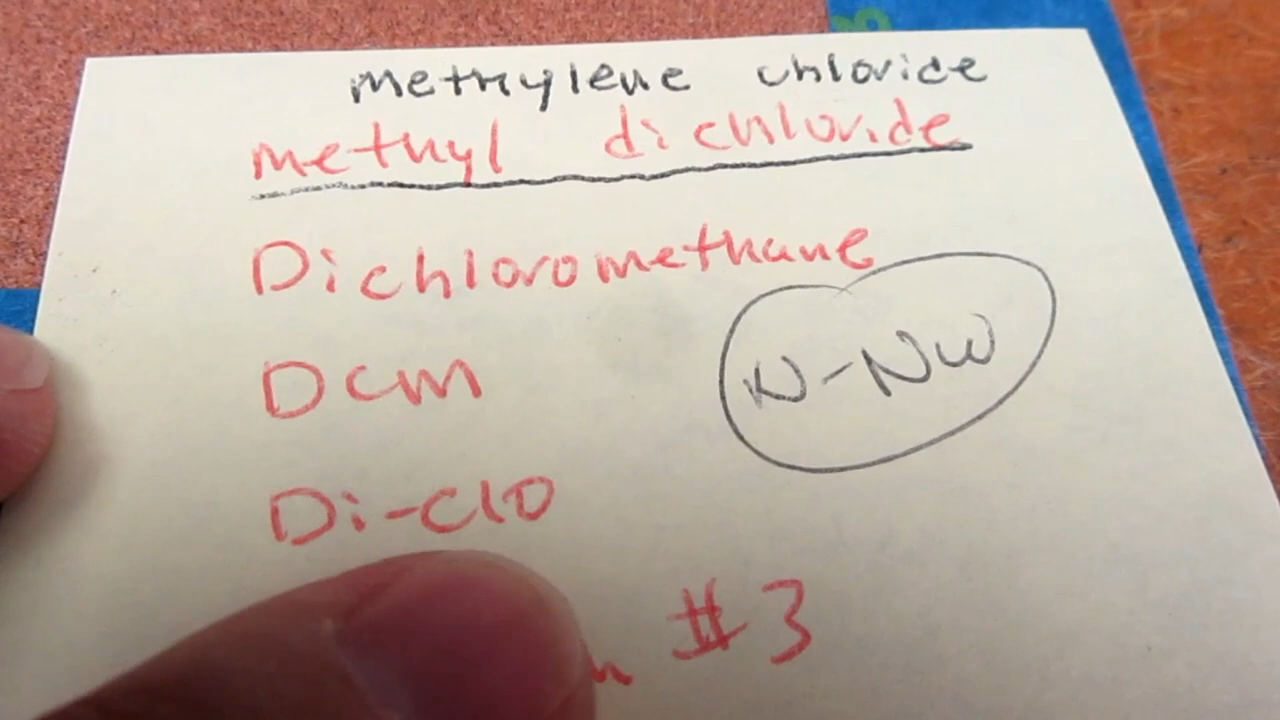 methylene chloride
methyl dichloride
Dichloromethane
DCM
N-NW
Di-clo
#3